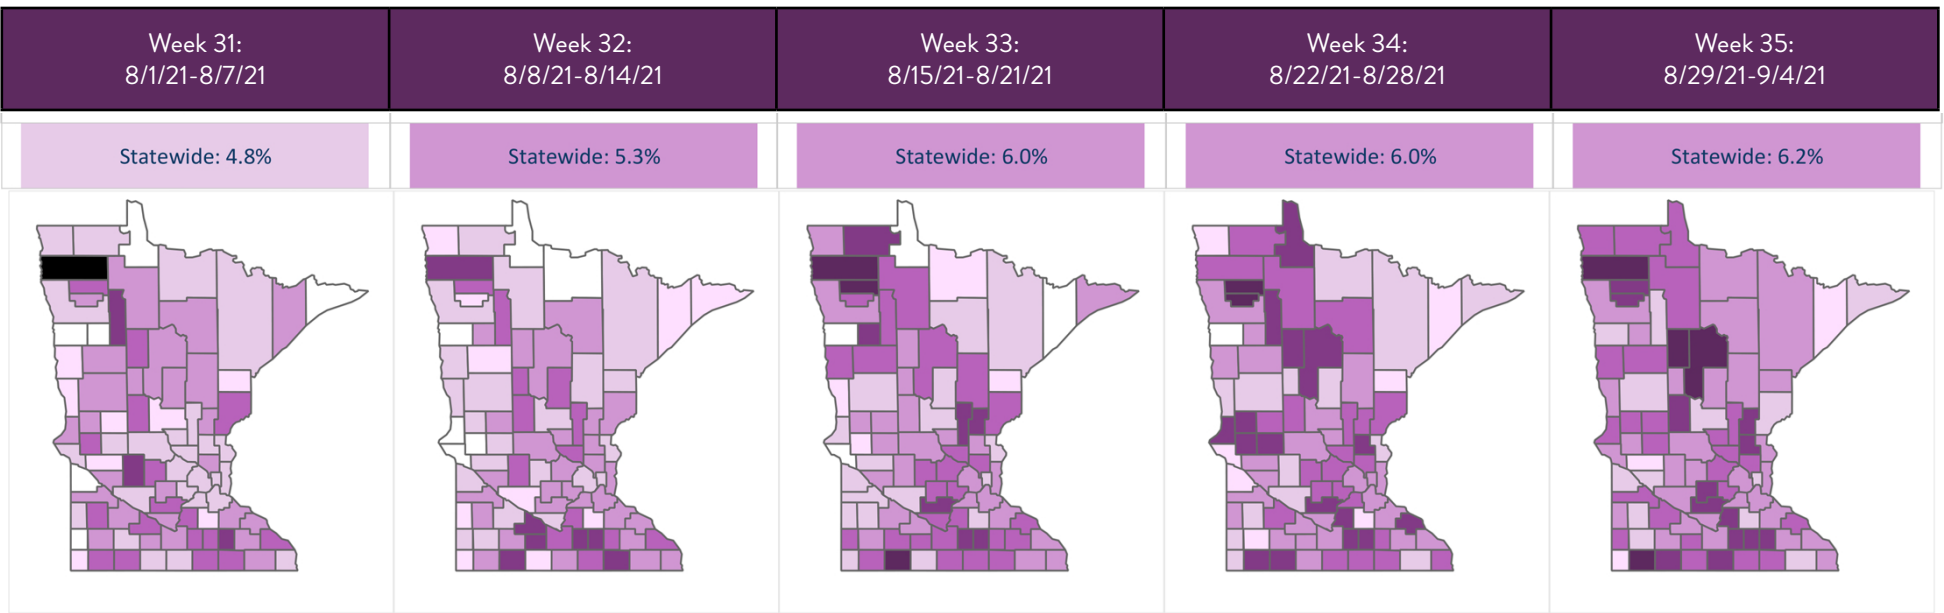 Week 31:
8/1/21-8/7/21
Week 32:
8/8/21-8/14/21
Week 33:
8/15/21-8/21/21
Week 34:
8/22/21-8/28/21
Week 35:
8/29/21-9/4/21
Statewide: 4.8%
Statewide: 5.3%
Statewide: 6.0%
Statewide: 6.0%
Statewide: 6.2%